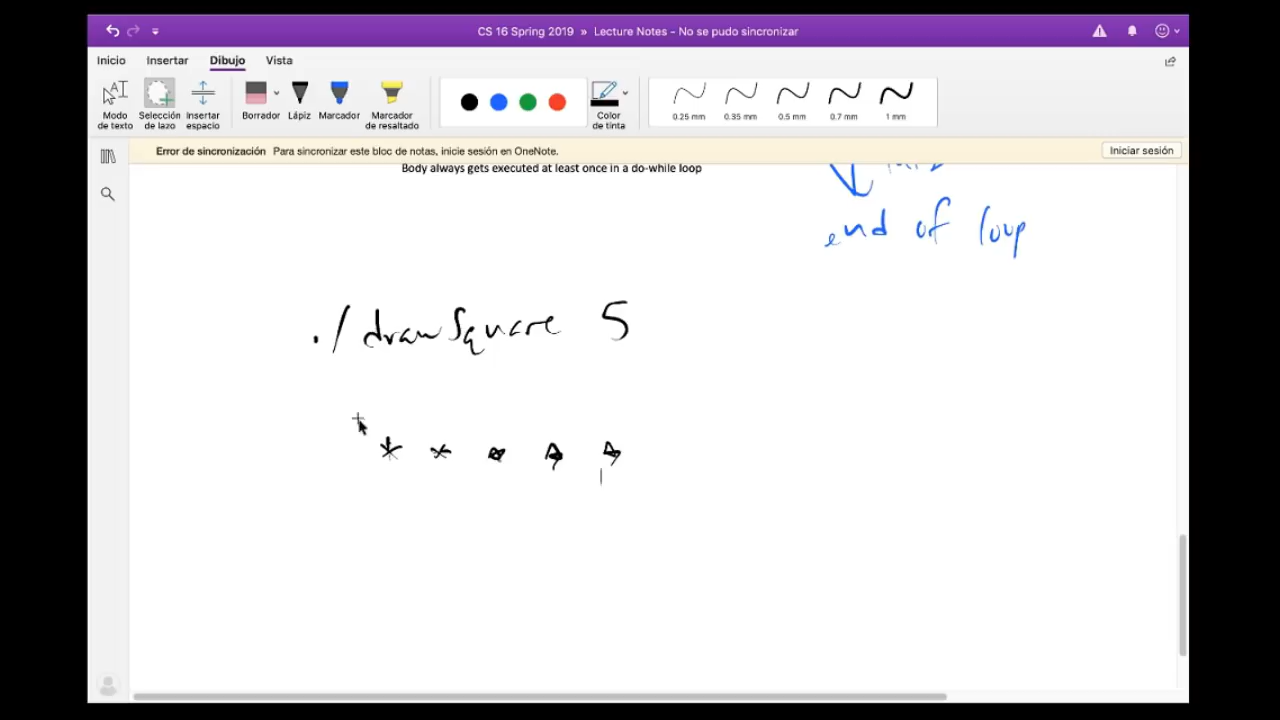 CS 16 Spring 2019 » Lecture Notes - No se pudo sincronizar
Inicio Insertar Dibujo Vista
Modo de texto Selección de lazo Insertar espacio Borrador Lápiz Marcador Marcador de resaltado Color de tinta 0.25 mm 0.35 mm 0.5 mm 0.7 mm 1 mm
Error de sincronización Para sincronizar este bloc de notas, inicie sesión en OneNote. Iniciar sesión
Body always gets executed at least once in a do-while loop
end of loop
./drawSquare 5
* * * * *